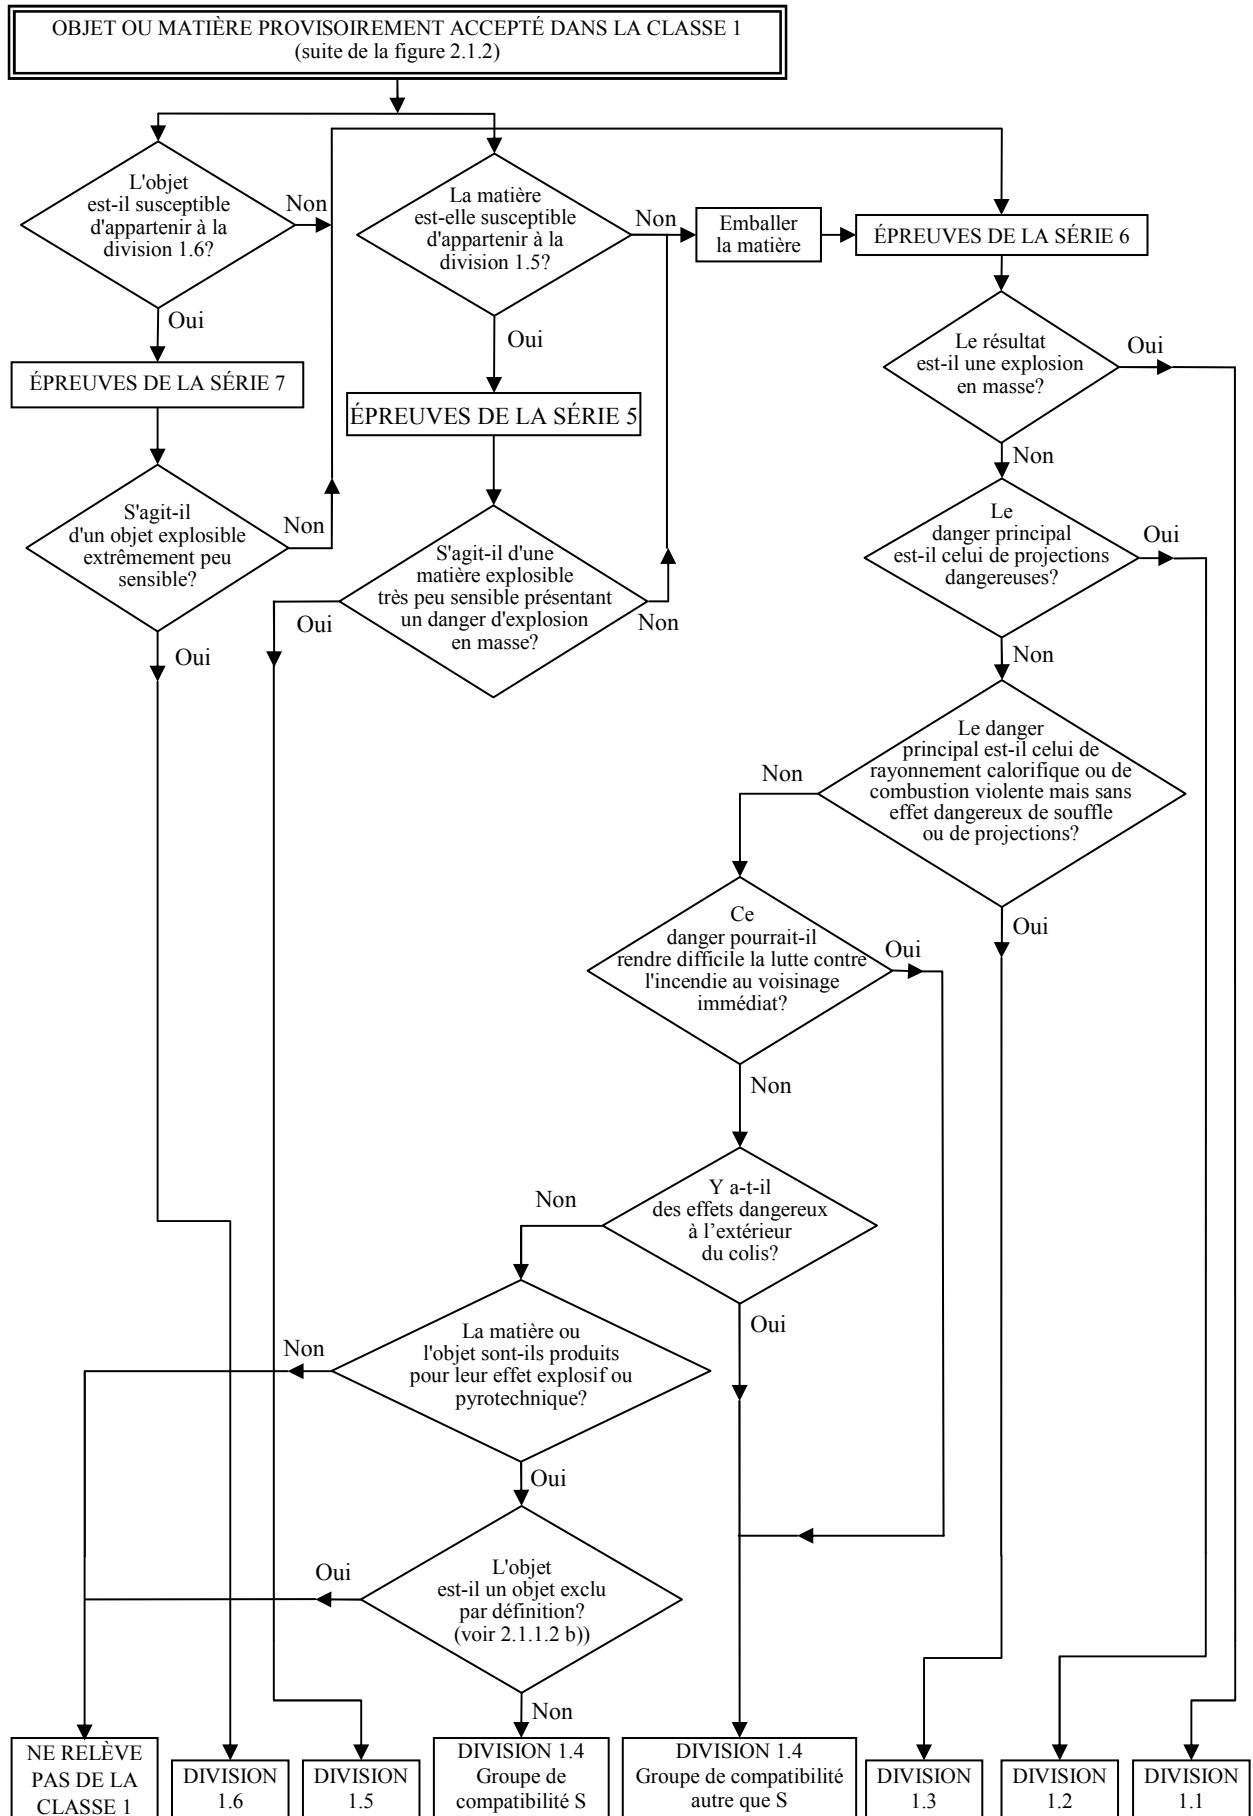 OBJET OU MATIÈRE PROVISOIREMENT ACCEPTÉ DANS LA CLASSE 1
(suite de la figure 2.1.2)
L'objet
est-il susceptible
d'appartenir à la
division 1.6?
Non
Oui
La matière
est-elle susceptible
d'appartenir à la
division 1.5?
Non
Oui
Emballer
la matière
ÉPREUVES DE LA SÉRIE 6
ÉPREUVES DE LA SÉRIE 7
ÉPREUVES DE LA SÉRIE 5
Le résultat
est-il une explosion
en masse?
Oui
Non
S'agit-il
d'un objet explosible
extrêmement peu
sensible?
Non
Oui
S'agit-il d'une
matière explosible
très peu sensible présentant
un danger d'explosion
en masse?
Oui
Non
Le
danger principal
est-il celui de projections
dangereuses?
Oui
Non
Le danger
principal est-il celui de
rayonnement calorifique ou de
combustion violente mais sans
effet dangereux de souffle
ou de projections?
Non
Oui
Ce
danger pourrait-il
rendre difficile la lutte contre
l'incendie au voisinage
immédiat?
Oui
Non
Y a-t-il
des effets dangereux
à l’extérieur
du colis?
Non
Oui
La matière ou
l'objet sont-ils produits
pour leur effet explosif ou
pyrotechnique?
Non
Oui
L'objet
est-il un objet exclu
par définition?
(voir 2.1.1.2 b))
Oui
Non
NE RELÈVE
PAS DE LA
CLASSE 1
DIVISION
1.6
DIVISION
1.5
DIVISION 1.4
Groupe de
compatibilité S
DIVISION 1.4
Groupe de compatibilité
autre que S
DIVISION
1.3
DIVISION
1.2
DIVISION
1.1